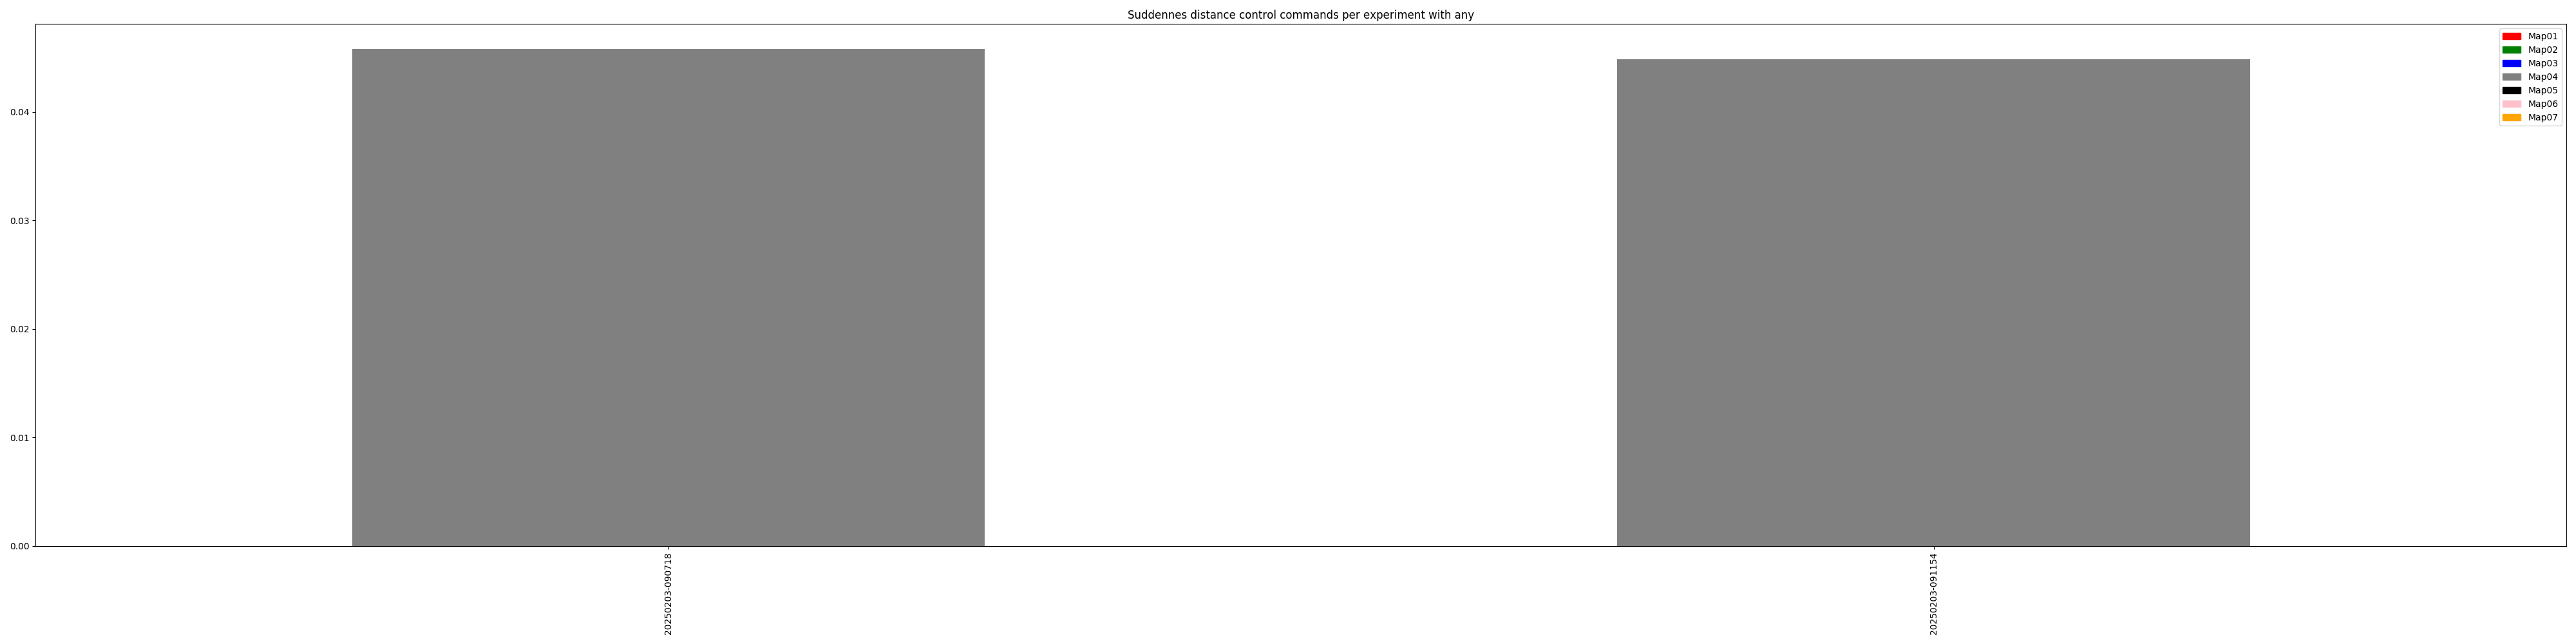 Suddennes distance control commands per experiment with any
Map01
Map02
Map03
Map04
Map05
Map06
Map07
0.04
0.03
0.02
0.01
0.00
20250203-090718
20250203-091154